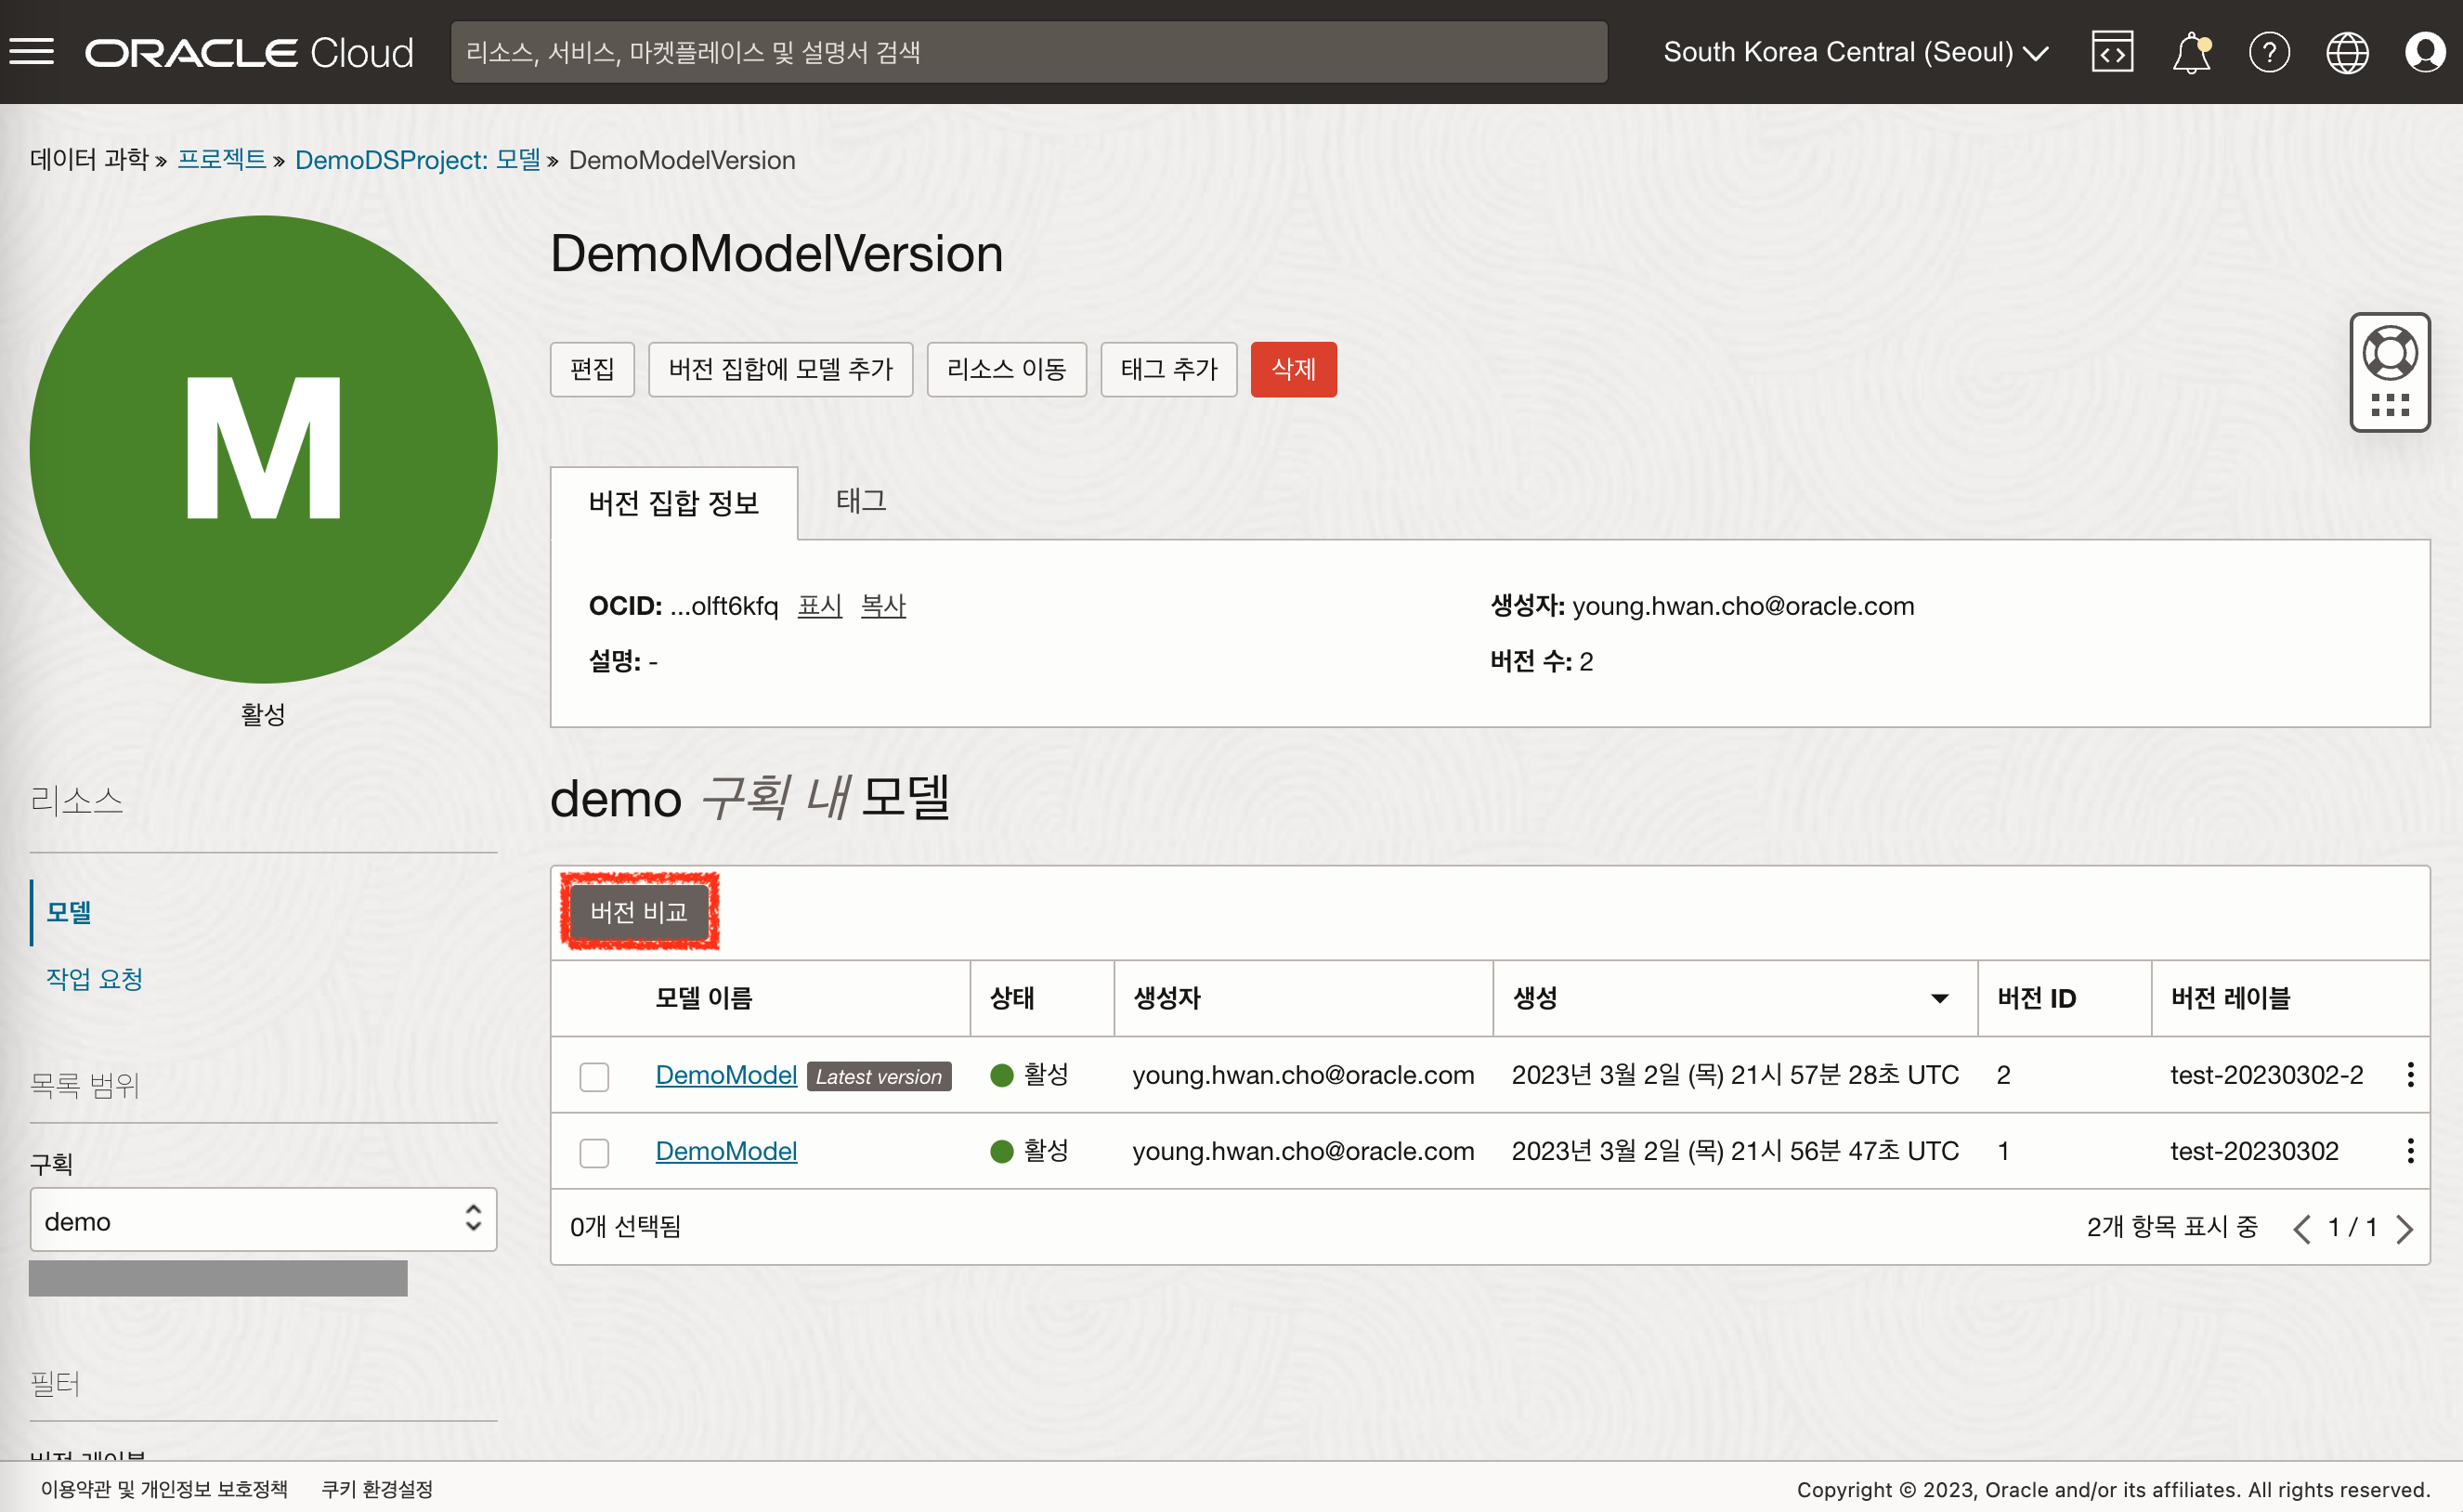 ORACLE Cloud
리소스, 서비스, 마켓플레이스 및 설명서 검색
South Korea Central (Seoul)
데이터 과학 » 프로젝트 » DemoDSProject: 모델 » DemoModelVersion
M
활성
DemoModelVersion
편집 버전 집합에 모델 추가 리소스 이동 태그 추가 삭제
버전 집합 정보 태그
OCID: ...olft6kfq 표시 복사
생성자: young.hwan.cho@oracle.com
설명: -
버전 수: 2
리소스
모델
작업 요청
목록 범위
구획
demo
필터
버전 레이블
demo 구획 내 모델
버전 비교
모델 이름 상태 생성자 생성 버전 ID 버전 레이블
DemoModel Latest version 활성 young.hwan.cho@oracle.com 2023년 3월 2일 (목) 21시 57분 28초 UTC 2 test-20230302-2
DemoModel 활성 young.hwan.cho@oracle.com 2023년 3월 2일 (목) 21시 56분 47초 UTC 1 test-20230302
0개 선택됨 2개 항목 표시 중 1 / 1
이용약관 및 개인정보 보호정책 쿠키 환경설정
Copyright © 2023, Oracle and/or its affiliates. All rights reserved.